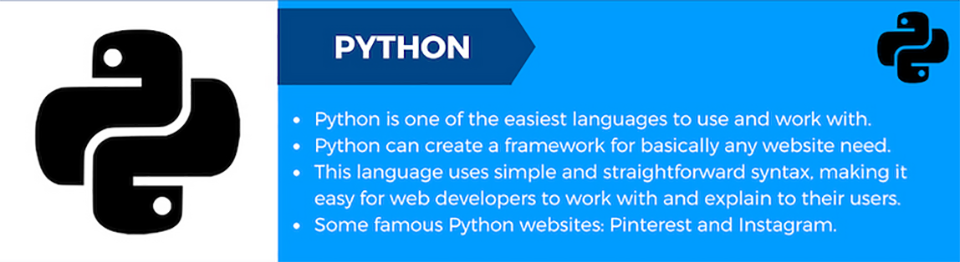 PYTHON
• Python is one of the easiest languages to use and work with.
• Python can create a framework for basically any website need.
• This language uses simple and straightforward syntax, making it
easy for web developers to work with and explain to their users.
• Some famous Python websites: Pinterest and Instagram.